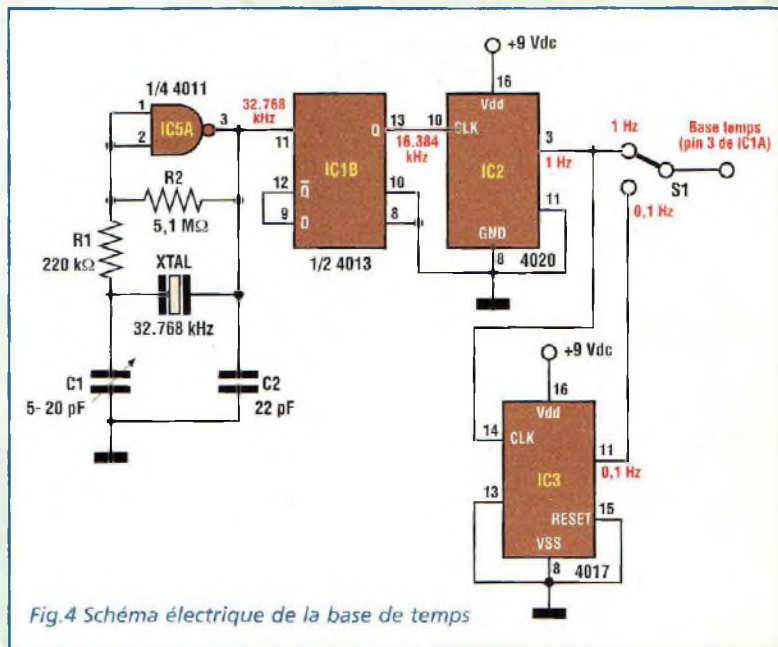 +9 Vdc
1/4 4011
1
2
IC5A
3
32.768
kHz
11
Q
13
10
16.384
kHz
IC1B
12
Q
9
D
10
8
1/2 4013
16
Vdd
CLK
IC2
3
1 Hz
11
GND
8
4020
1 Hz
Base temps
(pin 3 de IC1A)
S1
0,1 Hz
R2
5,1 MΩ
R1
220 kΩ
XTAL
32.768 kHz
C1
5- 20 pF
C2
22 pF
+9 Vdc
16
Vdd
14
CLK
11
0,1 Hz
IC3
13
15
RESET
VSS
8
4017
Fig.4 Schéma électrique de la base de temps